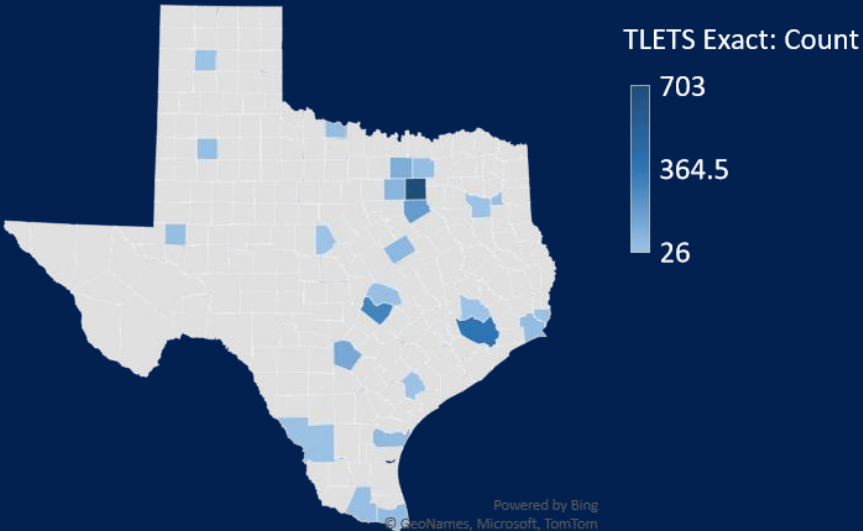 TLETS Exact: Count
703
364.5
26
Powered by Bing
© GeoNames, Microsoft, TomTom